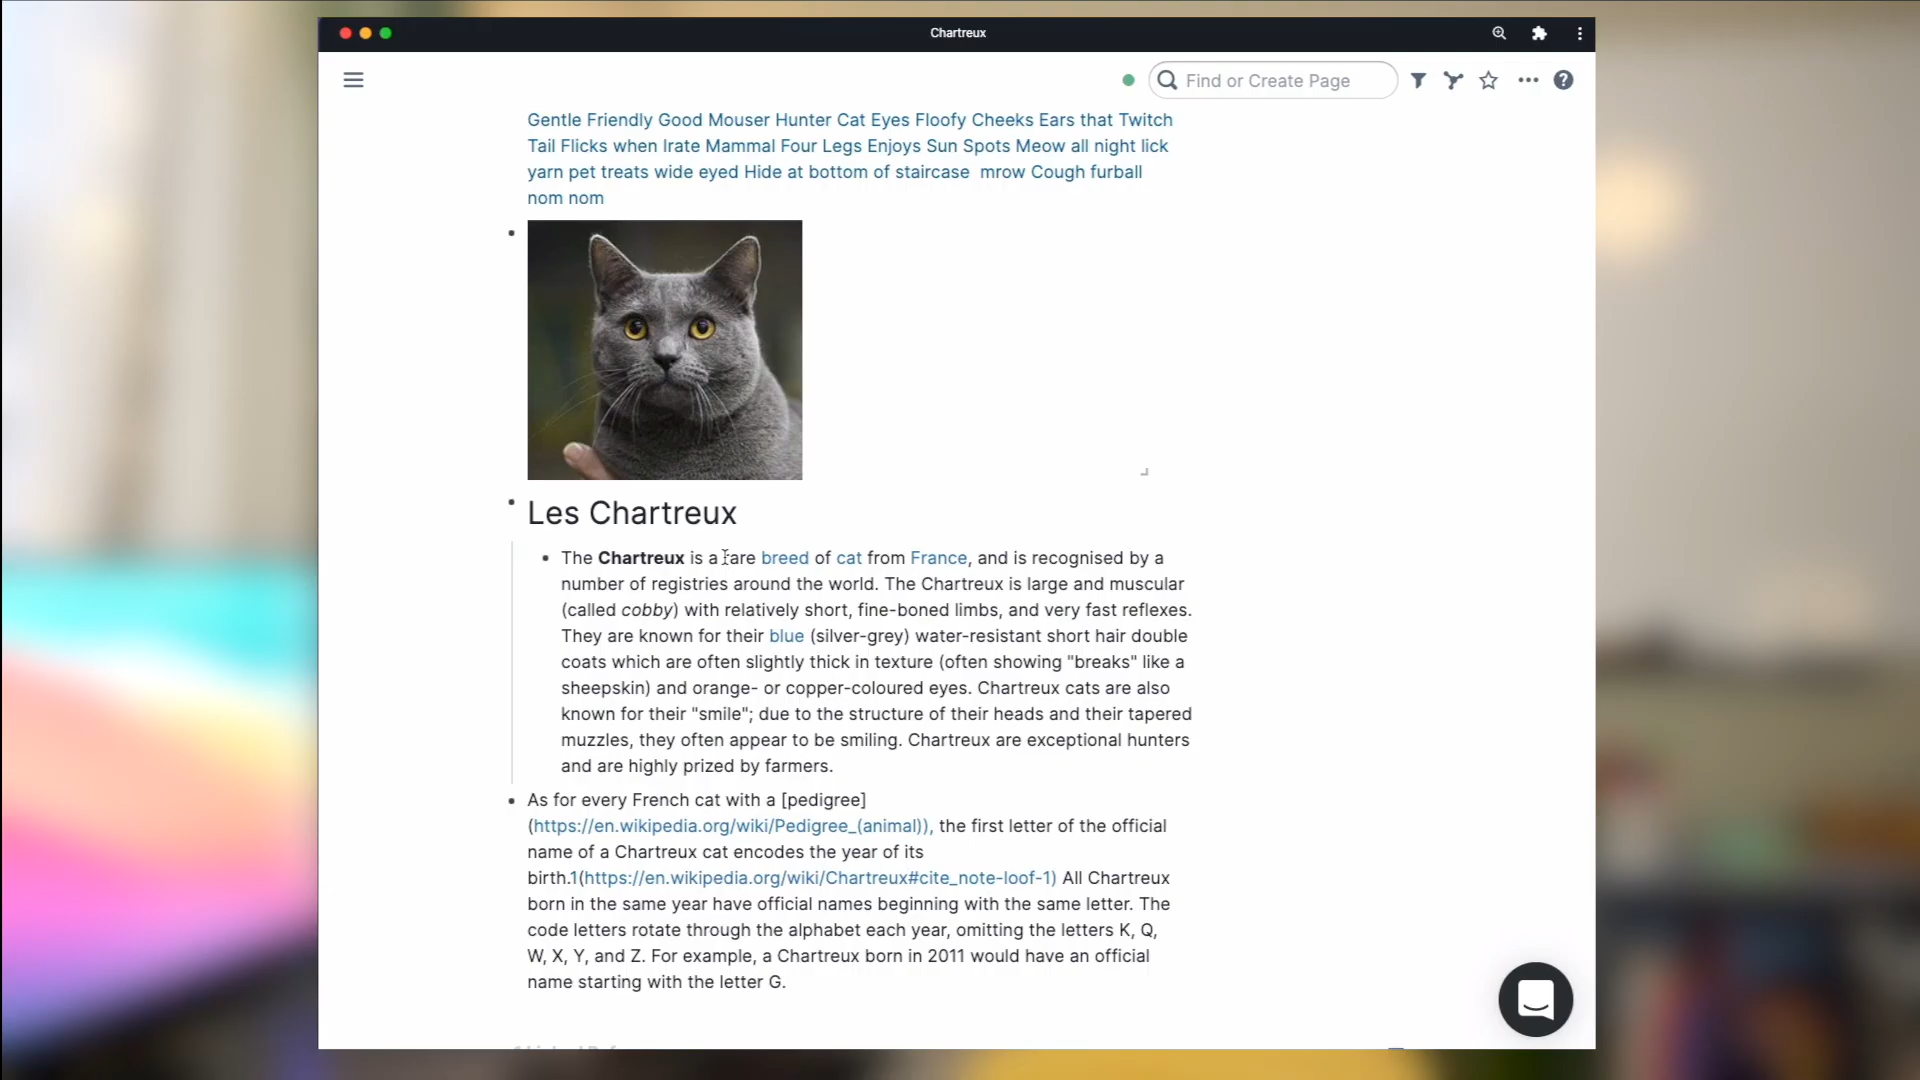 Chartreux
Find or Create Page
Gentle Friendly Good Mouser Hunter Cat Eyes Floofy Cheeks Ears that Twitch
Tail Flicks when Irate Mammal Four Legs Enjoys Sun Spots Meow all night lick
yarn pet treats wide eyed Hide at bottom of staircase mrow Cough furball
nom nom
Les Chartreux
The Chartreux is a rare breed of cat from France, and is recognised by a
number of registries around the world. The Chartreux is large and muscular
(called cobby) with relatively short, fine-boned limbs, and very fast reflexes.
They are known for their blue (silver-grey) water-resistant short hair double
coats which are often slightly thick in texture (often showing "breaks" like a
sheepskin) and orange- or copper-coloured eyes. Chartreux cats are also
known for their "smile"; due to the structure of their heads and their tapered
muzzles, they often appear to be smiling. Chartreux are exceptional hunters
and are highly prized by farmers.
As for every French cat with a [pedigree]
(https://en.wikipedia.org/wiki/Pedigree_(animal)), the first letter of the official
name of a Chartreux cat encodes the year of its
birth.1(https://en.wikipedia.org/wiki/Chartreux#cite_note-loof-1) All Chartreux
born in the same year have official names beginning with the same letter. The
code letters rotate through the alphabet each year, omitting the letters K, Q,
W, X, Y, and Z. For example, a Chartreux born in 2011 would have an official
name starting with the letter G.